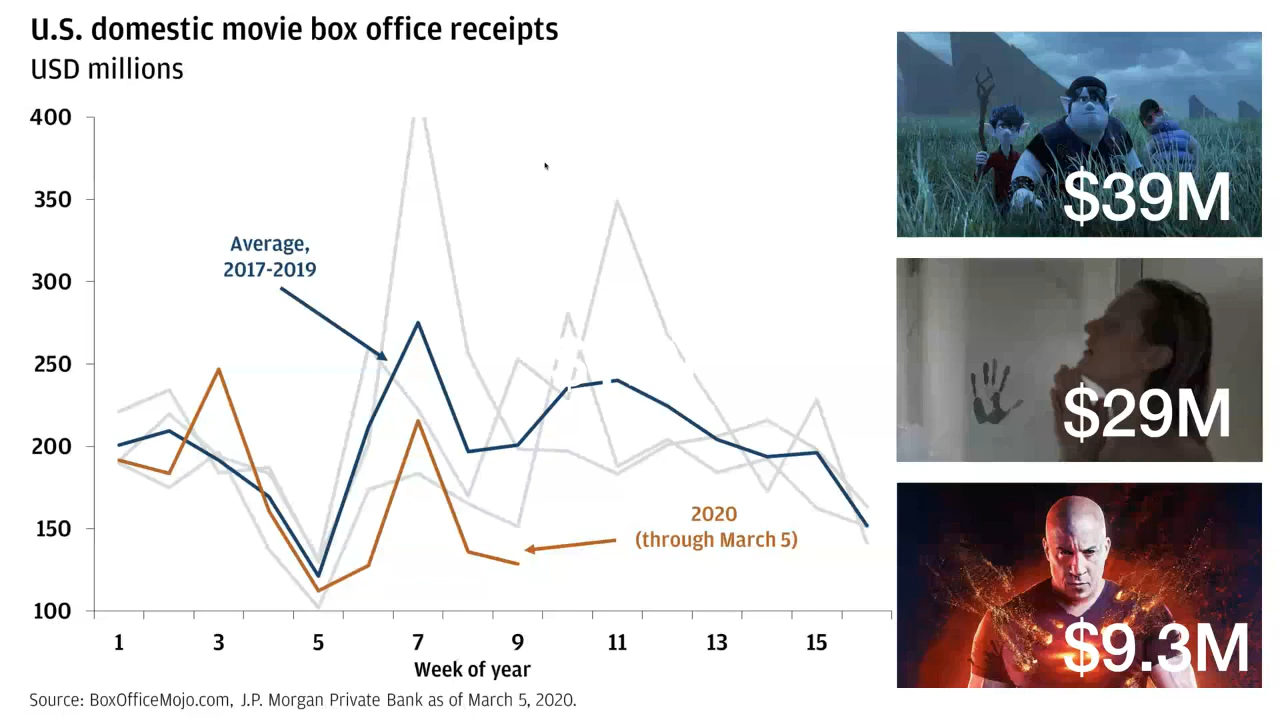 U.S. domestic movie box office receipts
USD millions
400
350
300
250
200
150
100
Average,
2017-2019
2020
(through March 5)
1 3 5 7 9 11 13 15
Week of year
Source: BoxOfficeMojo.com, J.P. Morgan Private Bank as of March 5, 2020.
$39M
$29M
$9.3M